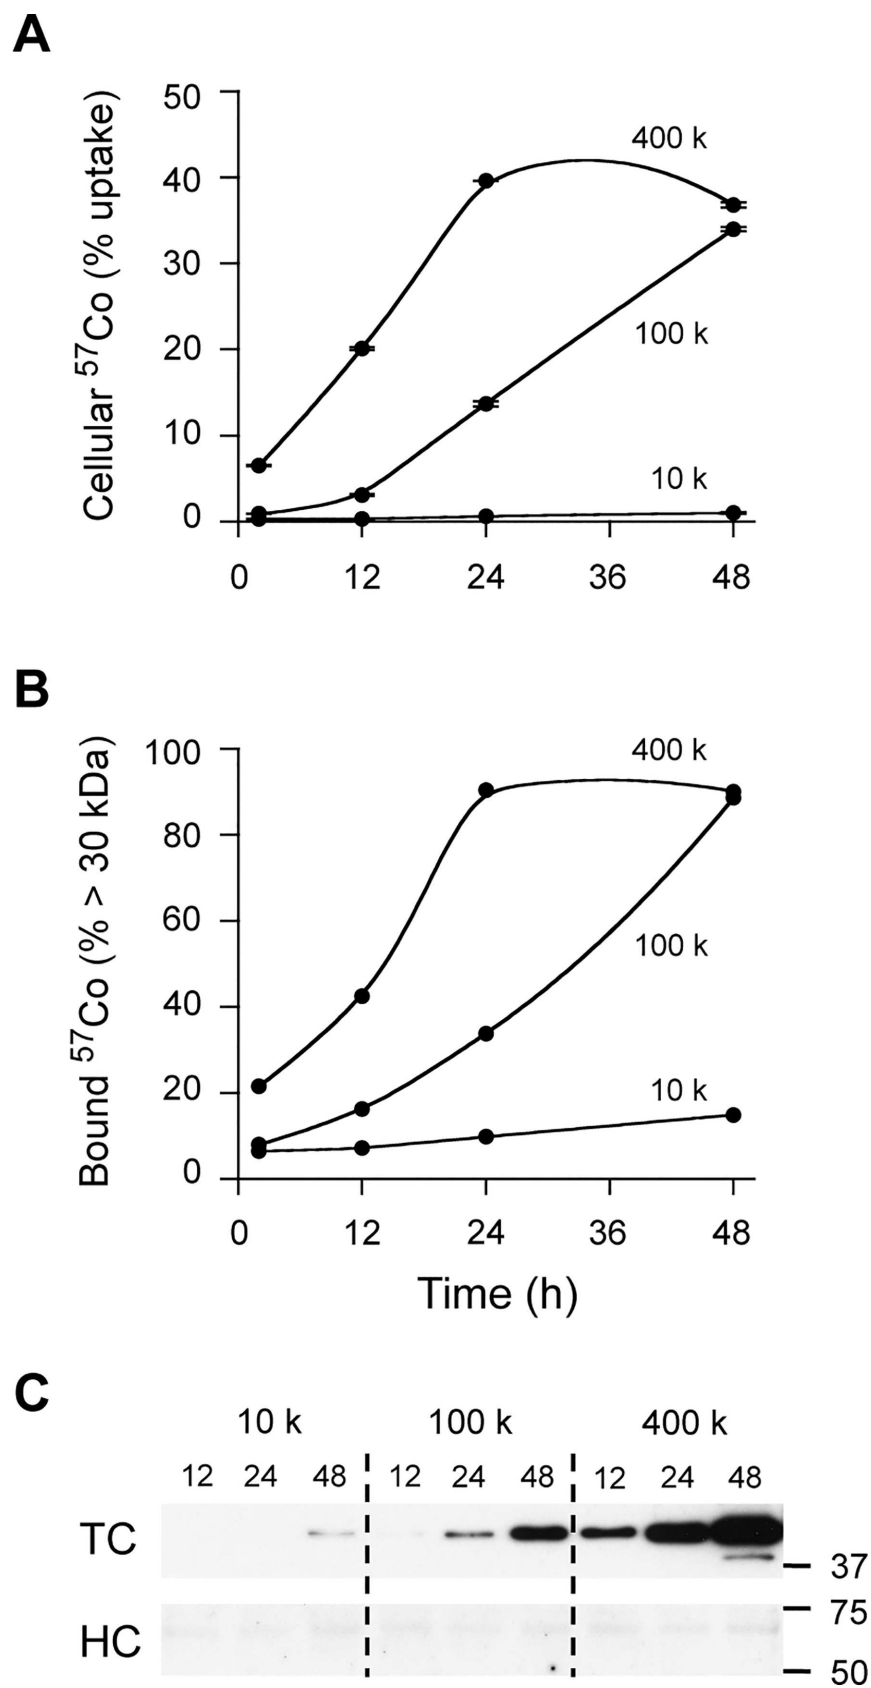 A
Cellular 57Co (% uptake)
50
40
30
20
10
0
400 k
100 k
10 k
0 12 24 36 48
B
Bound 57Co (% > 30 kDa)
100
80
60
40
20
0
400 k
100 k
10 k
0 12 24 36 48
Time (h)
C
10 k 100 k 400 k
12 24 48 12 24 48 12 24 48
TC
37
75
HC
50